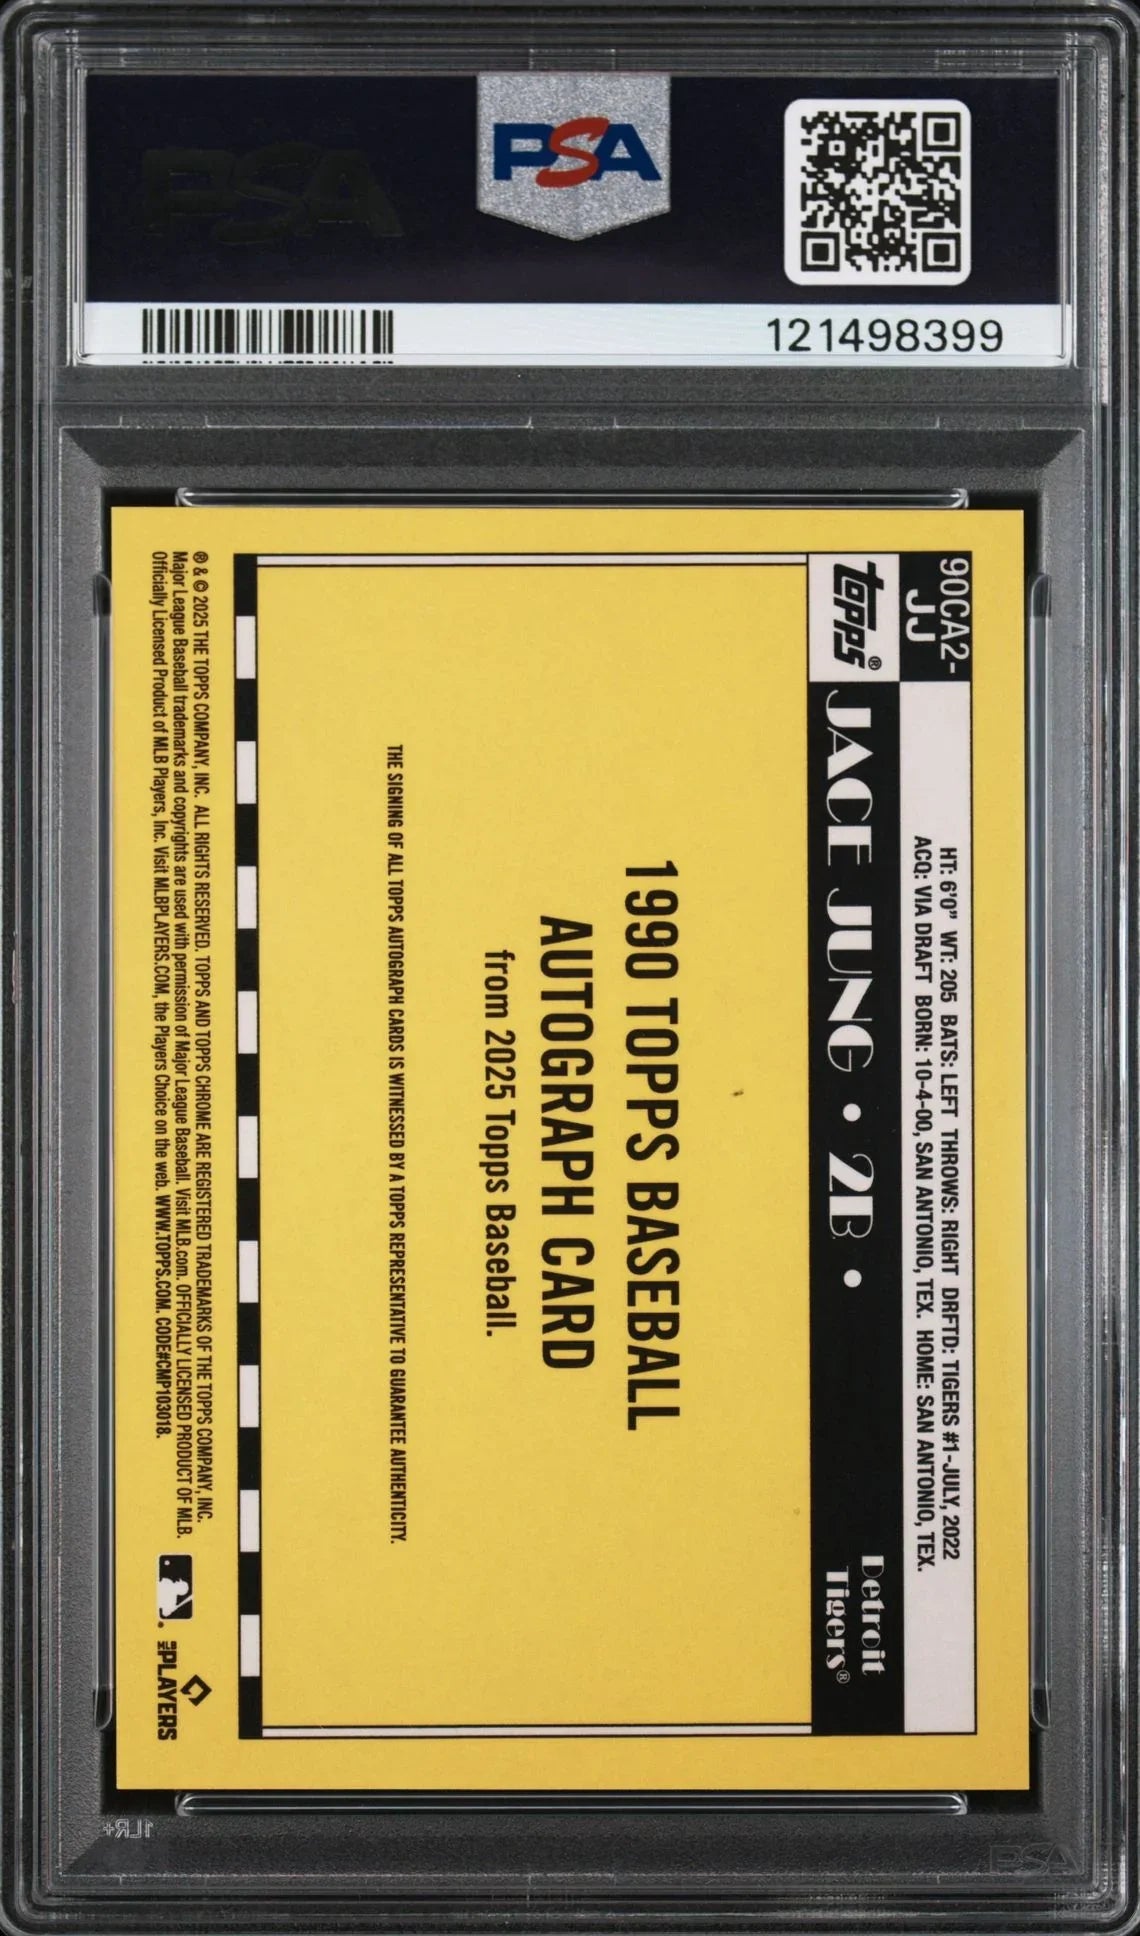 PSA
PSA
121498399
90CA2-
JJ
HT: 6'0" WT: 205 BATS: LEFT THROWS: RIGHT DRFTD: TIGERS #1-JULY, 2022
ACQ: VIA DRAFT BORN: 10-4-00, SAN ANTONIO, TEX. HOME: SAN ANTONIO, TEX.
topps®
JACE JUNG • 2B •
Detroit
Tigers®
1990 TOPPS BASEBALL
AUTOGRAPH CARD
from 2025 Topps Baseball.
THE SIGNING OF ALL TOPPS AUTOGRAPH CARDS IS WITNESSED BY A TOPPS REPRESENTATIVE TO GUARANTEE AUTHENTICITY.
® & © 2025 THE TOPPS COMPANY, INC. ALL RIGHTS RESERVED. TOPPS AND TOPPS CHROME ARE REGISTERED TRADEMARKS OF THE TOPPS COMPANY, INC.
Major League Baseball trademarks and copyrights are used with permission of Major League Baseball. Visit MLB.com. OFFICIALLY LICENSED PRODUCT OF MLB.
Officially Licensed Product of MLB Players, Inc. Visit MLBPLAYERS.COM, the Players Choice on the web. WWW.TOPPS.COM. CODE#CMP103018.
MLBPLAYERS
1LR+
PSA